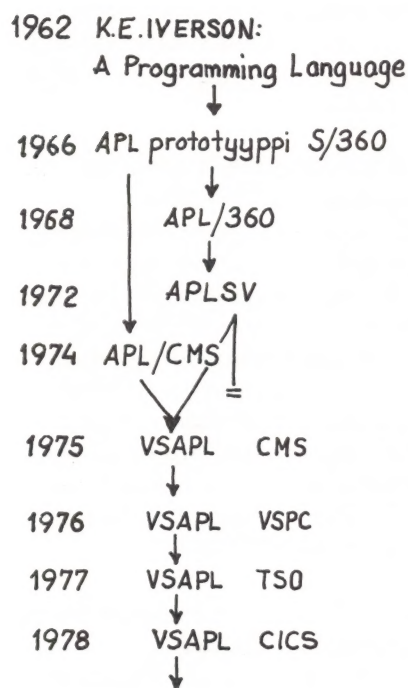 1962 K.E.IVERSON:
A Programming Language
1966 APL prototyyppi S/360
1968 APL/360
1972 APLSV
1974 APL/CMS
1975 VSAPL CMS
1976 VSAPL VSPC
1977 VSAPL TSO
1978 VSAPL CICS